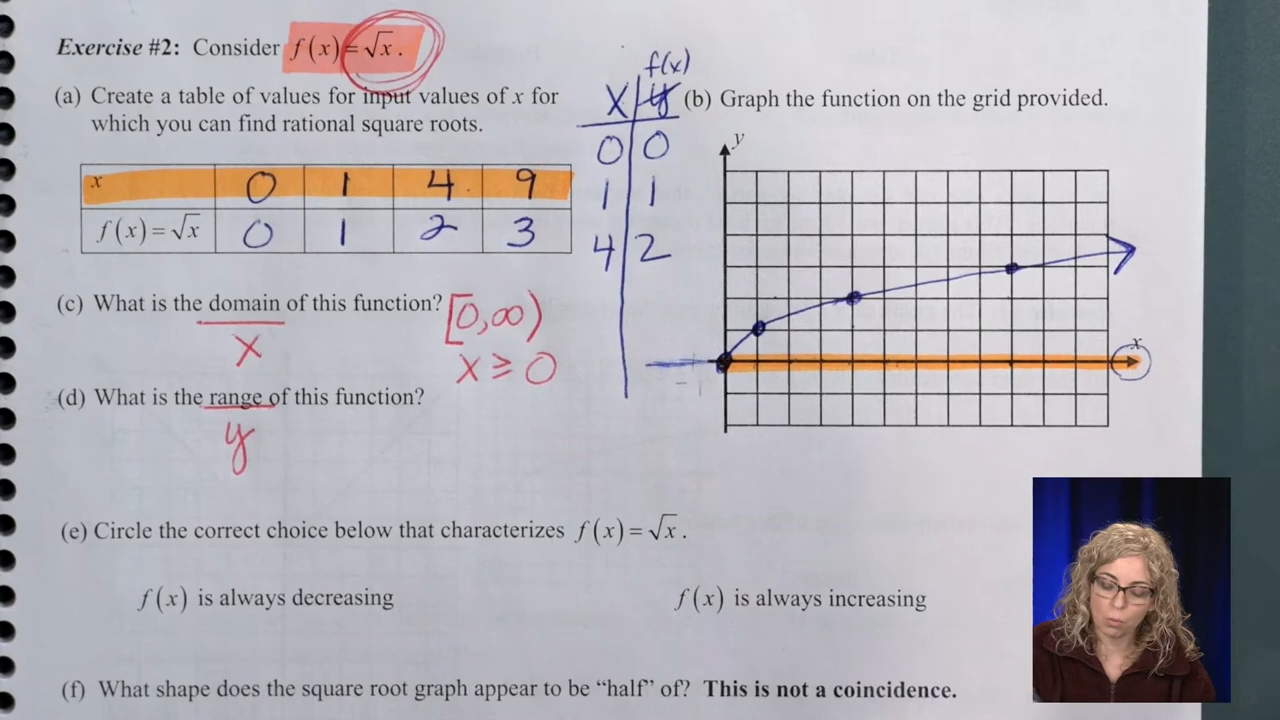 Exercise #2: Consider f(x)=√x.
(a) Create a table of values for input values of x for
which you can find rational square roots.
x 0 1 4 9
f(x)=√x 0 1 2 3
f(x)
x y
0 0
1 1
4 2
(b) Graph the function on the grid provided.
y
x
(c) What is the domain of this function? [0,∞)
x x ≥ 0
(d) What is the range of this function?
y
(e) Circle the correct choice below that characterizes f(x)=√x.
f(x) is always decreasing
f(x) is always increasing
(f) What shape does the square root graph appear to be “half” of? This is not a coincidence.